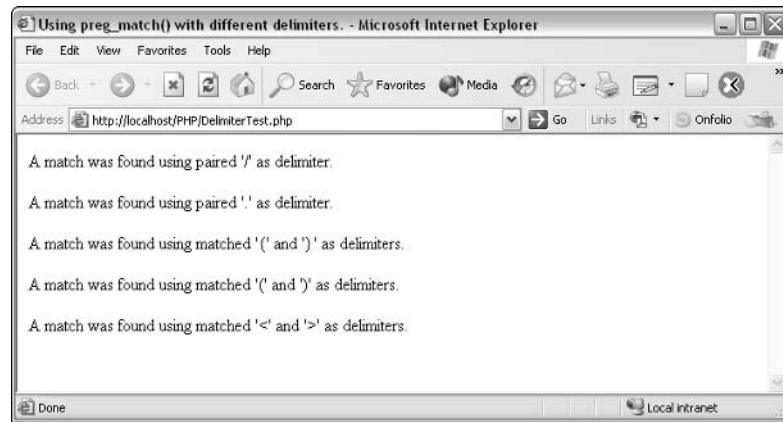 Using preg_match() with different delimiters. - Microsoft Internet Explorer
File Edit View Favorites Tools Help
Back Search Favorites Media »
Address http://localhost/PHP/DelimiterTest.php Go Links Onfolio
A match was found using paired '/' as delimiter.
A match was found using paired '.' as delimiter.
A match was found using matched '{' and '}' as delimiters.
A match was found using matched '(' and ')' as delimiters.
A match was found using matched '<' and '>' as delimiters.
Done Local intranet